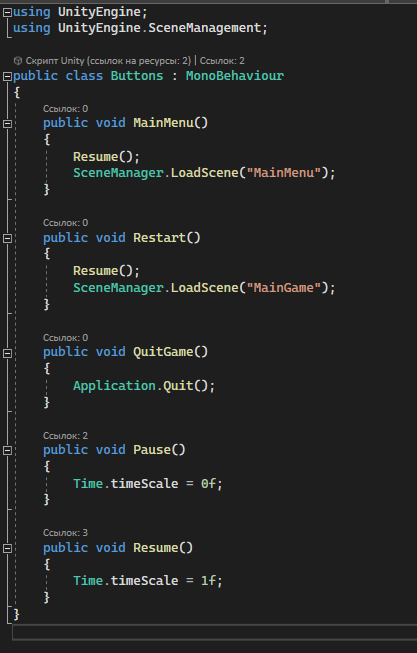 using UnityEngine;
using UnityEngine.SceneManagement;
Скрипт Unity (ссылок на ресурсы: 2) | Ссылок: 2
public class Buttons : MonoBehaviour
{
Ссылок: 0
public void MainMenu()
{
Resume();
SceneManager.LoadScene("MainMenu");
}
Ссылок: 0
public void Restart()
{
Resume();
SceneManager.LoadScene("MainGame");
}
Ссылок: 0
public void QuitGame()
{
Application.Quit();
}
Ссылок: 2
public void Pause()
{
Time.timeScale = 0f;
}
Ссылок: 3
public void Resume()
{
Time.timeScale = 1f;
}
}